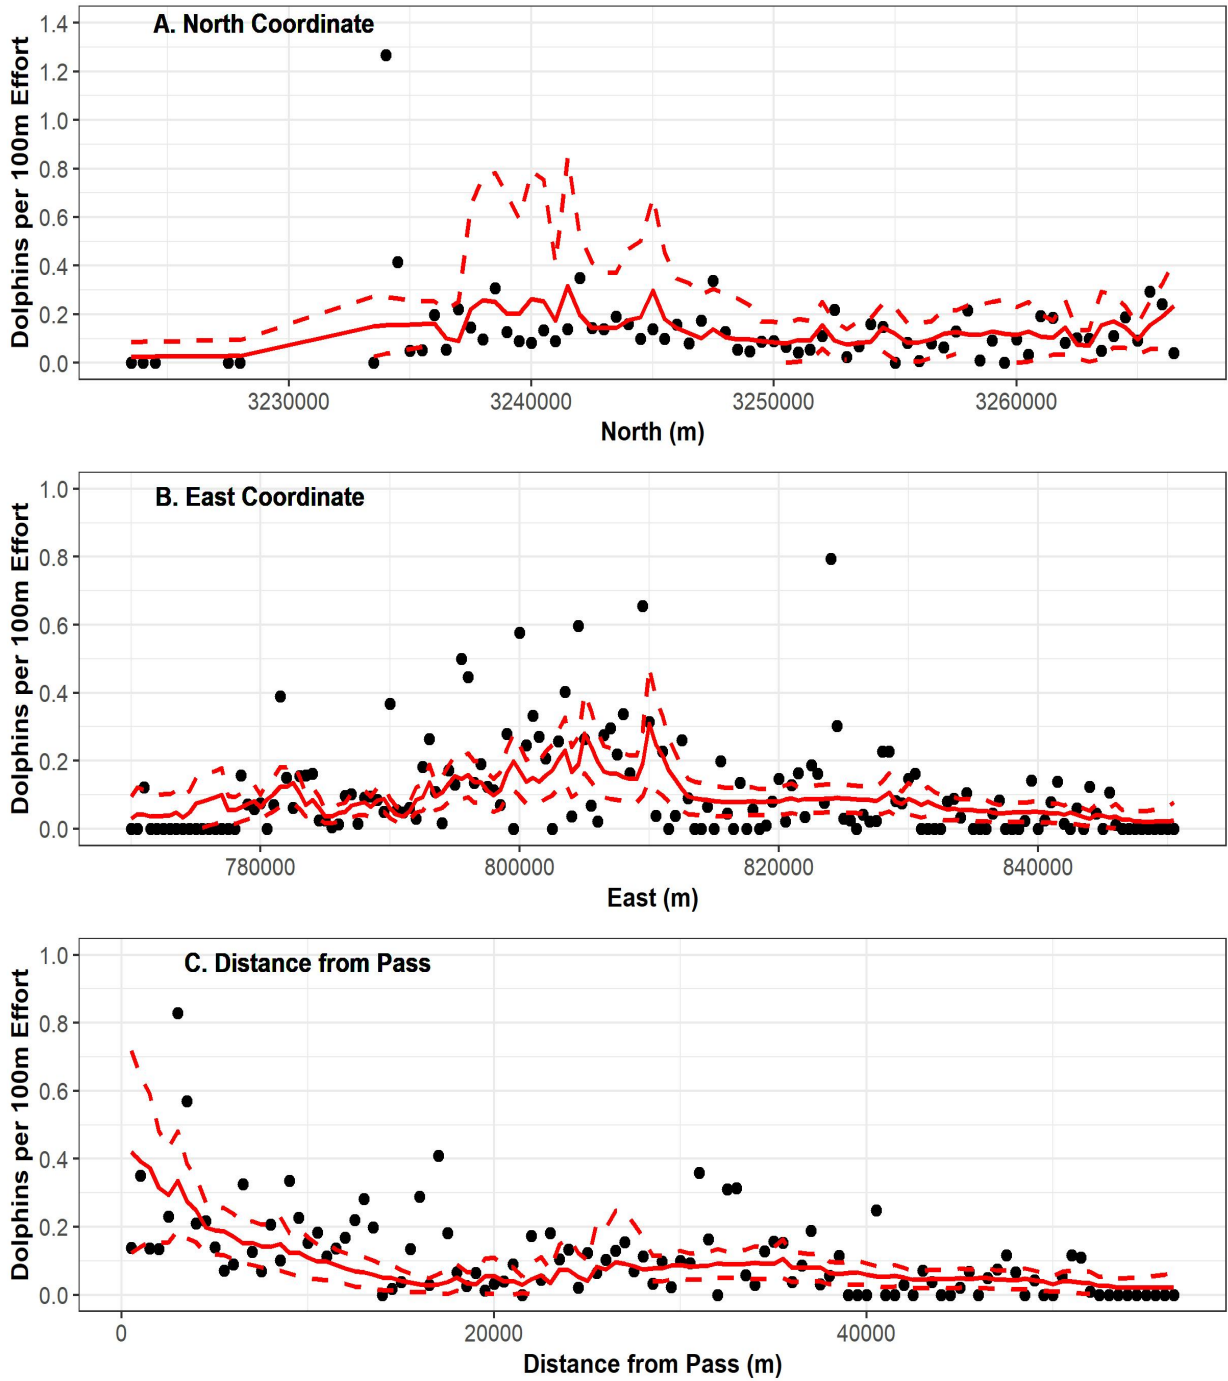 A. North Coordinate
Dolphins per 100m Effort
1.4
1.2
1.0
0.8
0.6
0.4
0.2
0.0
3230000 3240000 3250000 3260000
North (m)
B. East Coordinate
Dolphins per 100m Effort
1.0
0.8
0.6
0.4
0.2
0.0
780000 800000 820000 840000
East (m)
C. Distance from Pass
Dolphins per 100m Effort
1.0
0.8
0.6
0.4
0.2
0.0
0 20000 40000
Distance from Pass (m)